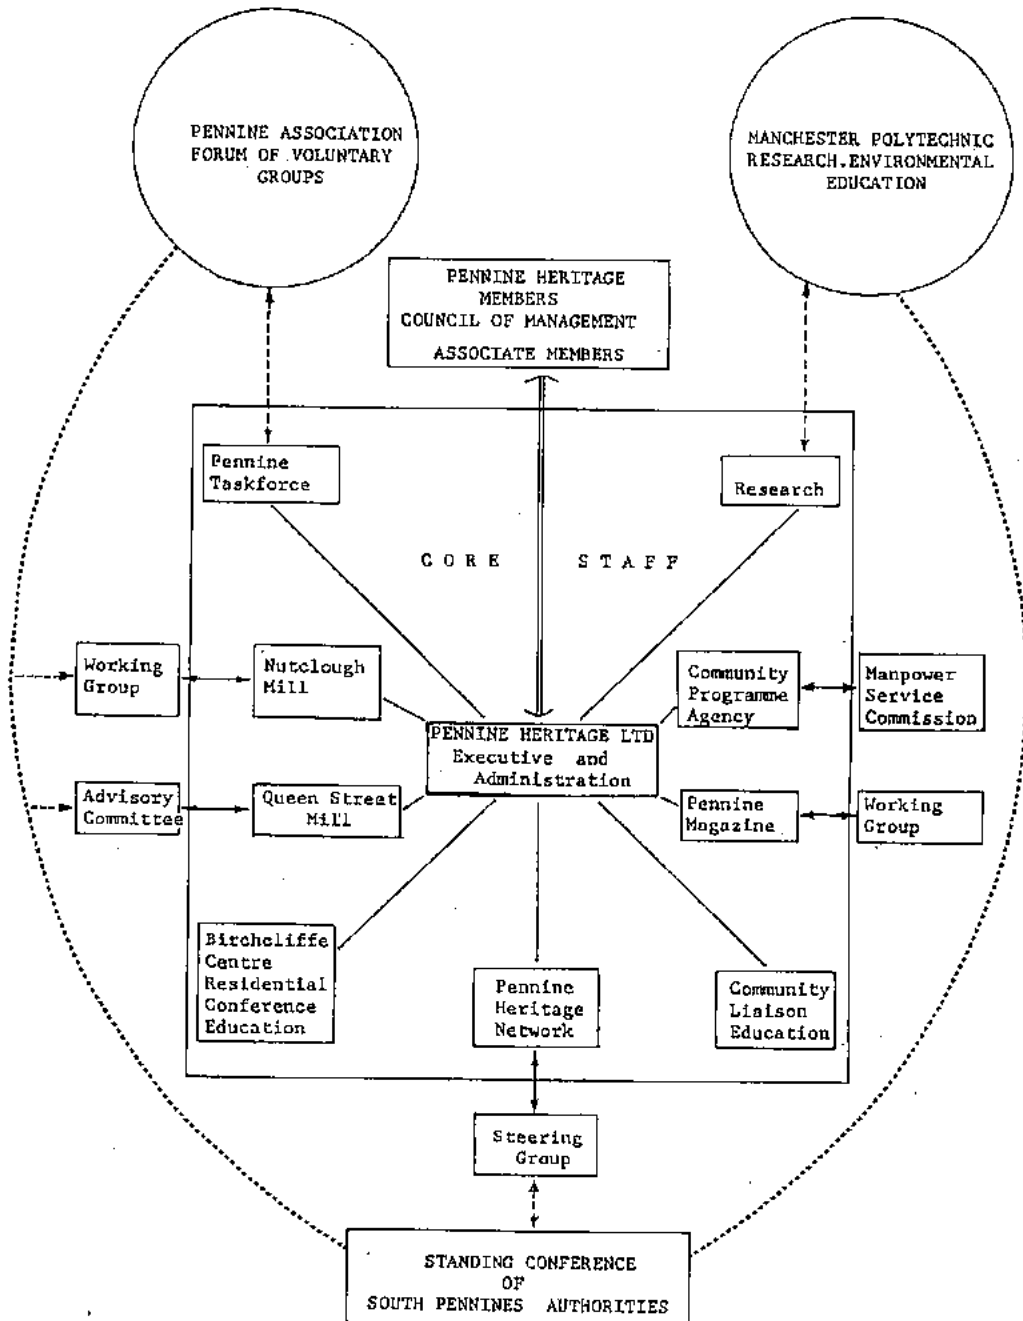 PENNINE ASSOCIATION
FORUM OF VOLUNTARY
GROUPS
MANCHESTER POLYTECHNIC
RESEARCH.ENVIRONMENTAL
EDUCATION
PENNINE HERITAGE
MEMBERS
COUNCIL OF MANAGEMENT
ASSOCIATE MEMBERS
Pennine
Taskforce
Research
CORE STAFF
Working
Group
Nutclough
Mill
Community
Programme
Agency
Manpower
Service
Commission
PENNINE HERITAGE LTD
Executive and
Administration
Advisory
Committee
Queen Street
Mill
Pennine
Magazine
Working
Group
Birchcliffe
Centre
Residential
Conference
Education
Pennine
Heritage
Network
Community
Liaison
Education
Steering
Group
STANDING CONFERENCE
OF
SOUTH PENNINES AUTHORITIES